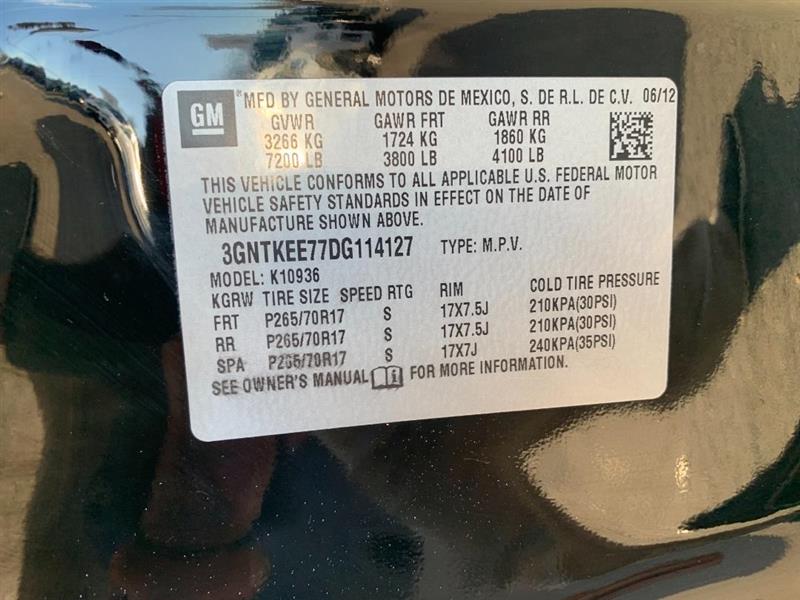 GM
MFD BY GENERAL MOTORS DE MEXICO, S. DE R.L. DE C.V. 06/12
GVWR GAWR FRT GAWR RR
3266 KG 1724 KG 1860 KG
7200 LB 3800 LB 4100 LB
THIS VEHICLE CONFORMS TO ALL APPLICABLE U.S. FEDERAL MOTOR
VEHICLE SAFETY STANDARDS IN EFFECT ON THE DATE OF
MANUFACTURE SHOWN ABOVE.
3GNTKEE77DG114127 TYPE: M.P.V.
MODEL: K10936
KGRW TIRE SIZE SPEED RTG RIM COLD TIRE PRESSURE
FRT P265/70R17 S 17X7.5J 210KPA(30PSI)
RR P265/70R17 S 17X7.5J 210KPA(30PSI)
SPA P265/70R17 S 17X7J 240KPA(35PSI)
SEE OWNER'S MANUAL i FOR MORE INFORMATION.